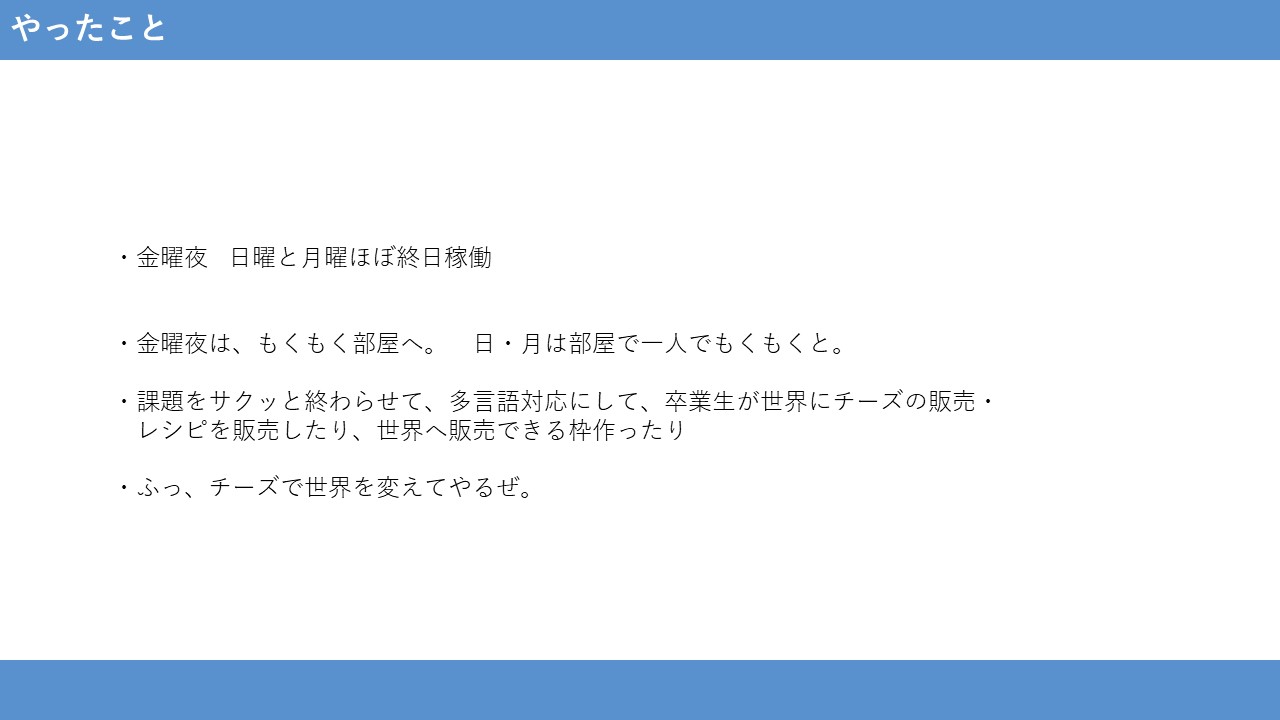 やったこと
・金曜夜　日曜と月曜ほぼ終日稼働
・金曜夜は、もくもく部屋へ。　日・月は部屋で一人でもくもくと。
・課題をサクッと終わらせて、多言語対応にして、卒業生が世界にチーズの販売・
レシピを販売したり、世界へ販売できる枠作ったり
・ふっ、チーズで世界を変えてやるぜ。